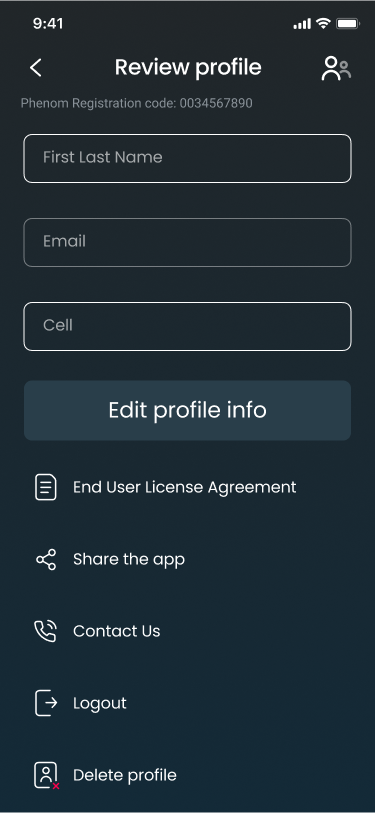 9:41
Review profile
Phenom Registration code: 0034567890
First Last Name
Email
Cell
Edit profile info
End User License Agreement
Share the app
Contact Us
Logout
Delete profile